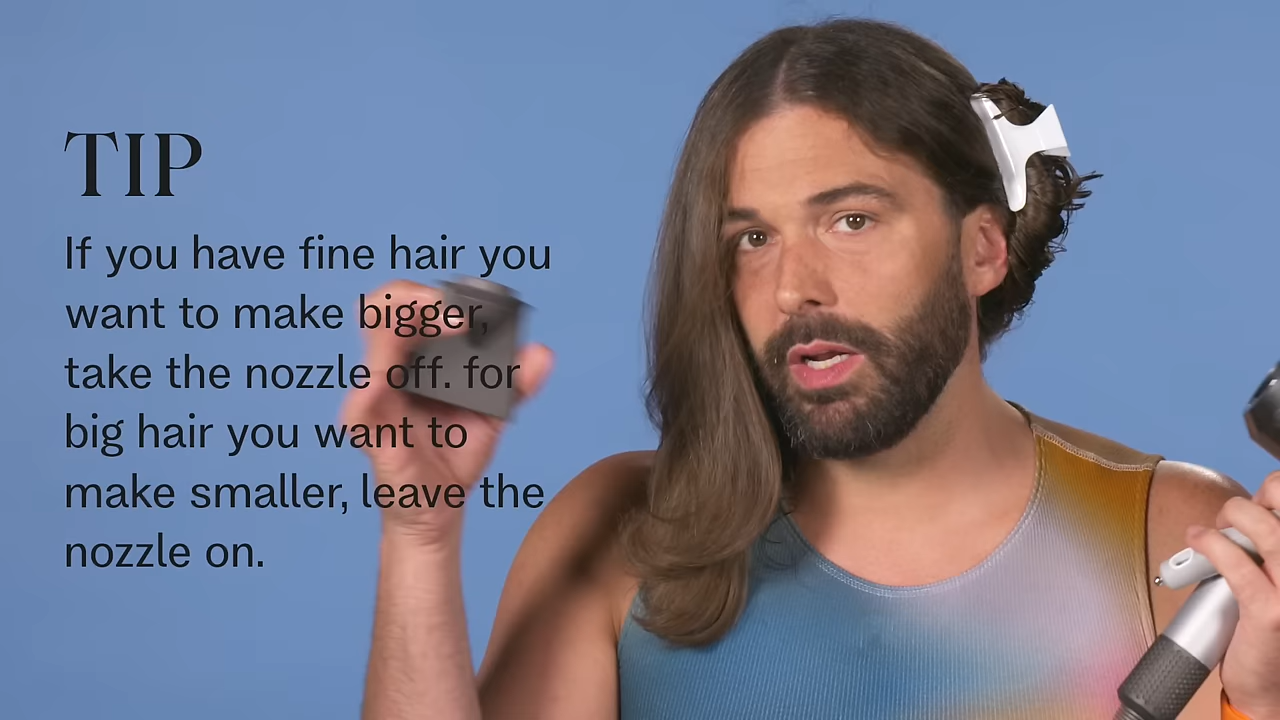 TIP
If you have fine hair you
want to make bigger,
take the nozzle off. for
big hair you want to
make smaller, leave the
nozzle on.